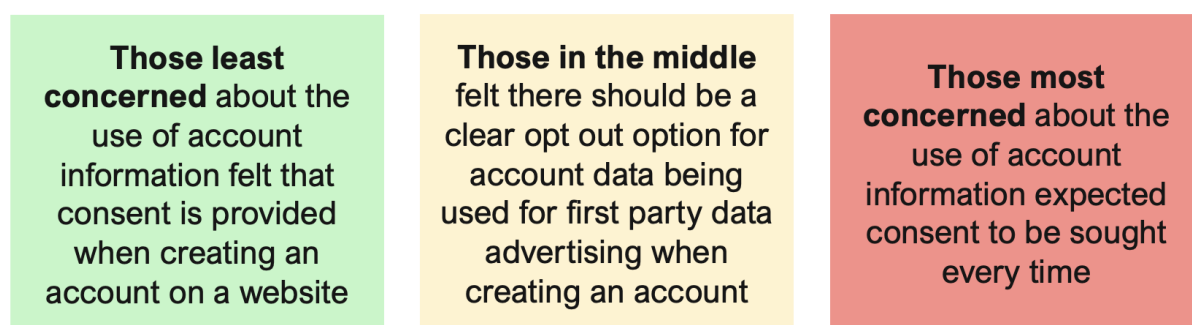 Those least
concerned about the
use of account
information felt that
consent is provided
when creating an
account on a website
Those in the middle
felt there should be a
clear opt out option for
account data being
used for first party data
advertising when
creating an account
Those most
concerned about the
use of account
information expected
consent to be sought
every time